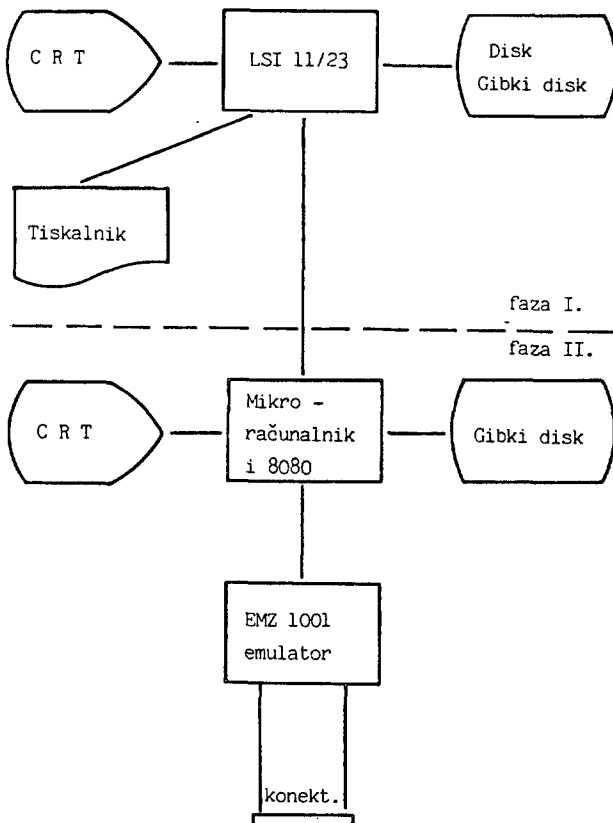 C R T
LSI 11/23
Disk
Gibki disk
Tiskalnik
faza I.
faza II.
C R T
Mikro -
računalnik
i 8080
Gibki disk
EMZ 1001
emulator
konekt.